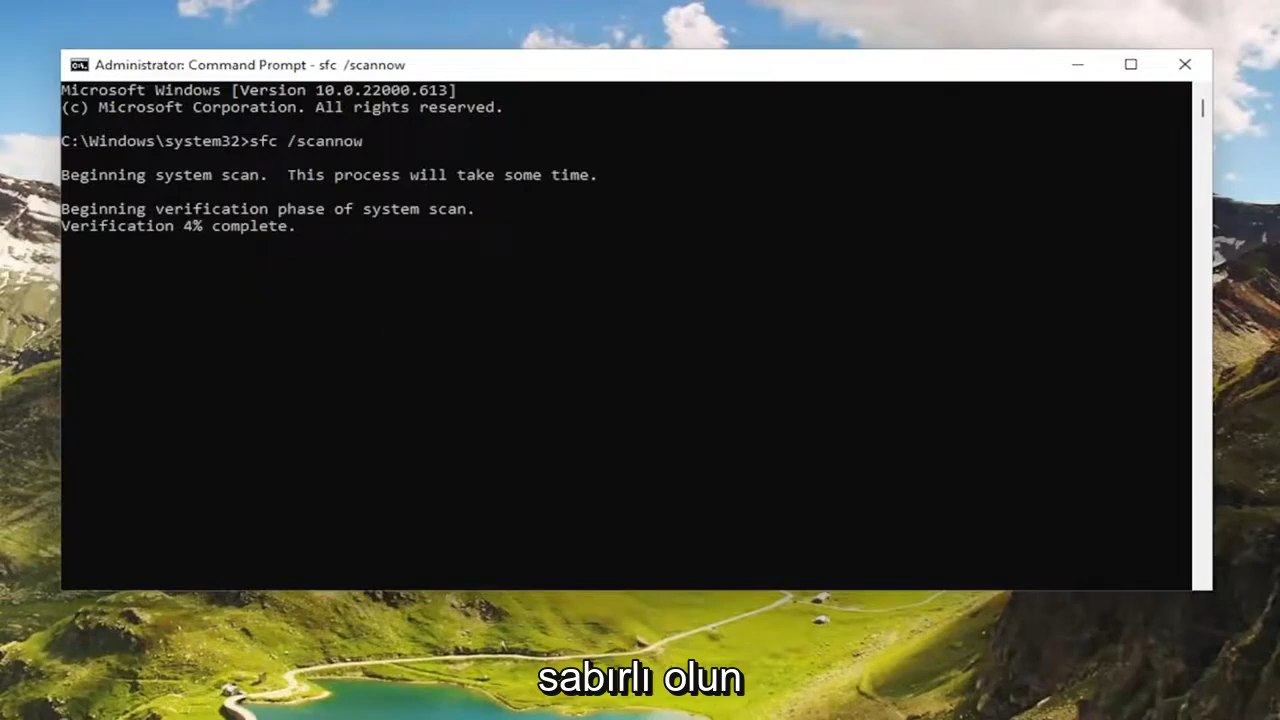 Administrator: Command Prompt - sfc /scannow
Microsoft Windows [Version 10.0.22000.613]
(c) Microsoft Corporation. All rights reserved.
C:\Windows\system32>sfc /scannow
Beginning system scan.  This process will take some time.
Beginning verification phase of system scan.
Verification 4% complete.
sabırlı olun